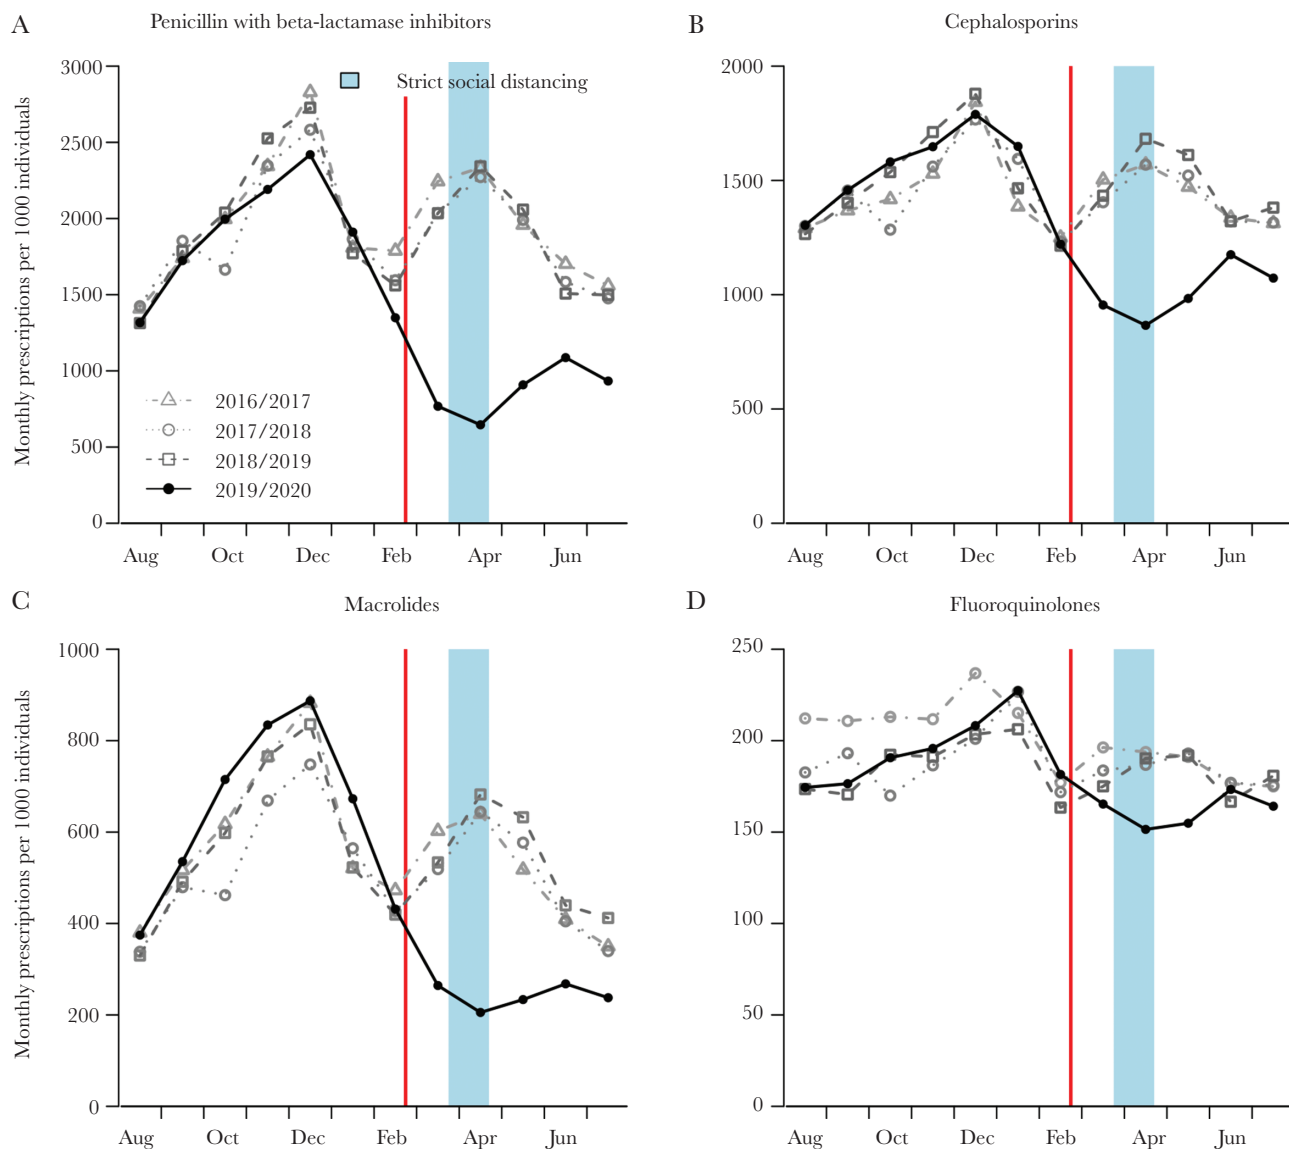 A
Penicillin with beta-lactamase inhibitors
Monthly prescriptions per 1000 individuals
3000
2500
2000
1500
1000
500
0
Strict social distancing
2016/2017
2017/2018
2018/2019
2019/2020
Aug Oct Dec Feb Apr Jun
B
Cephalosporins
2000
1500
1000
500
0
Aug Oct Dec Feb Apr Jun
C
Macrolides
Monthly prescriptions per 1000 individuals
1000
800
600
400
200
0
Aug Oct Dec Feb Apr Jun
D
Fluoroquinolones
250
200
150
100
50
0
Aug Oct Dec Feb Apr Jun